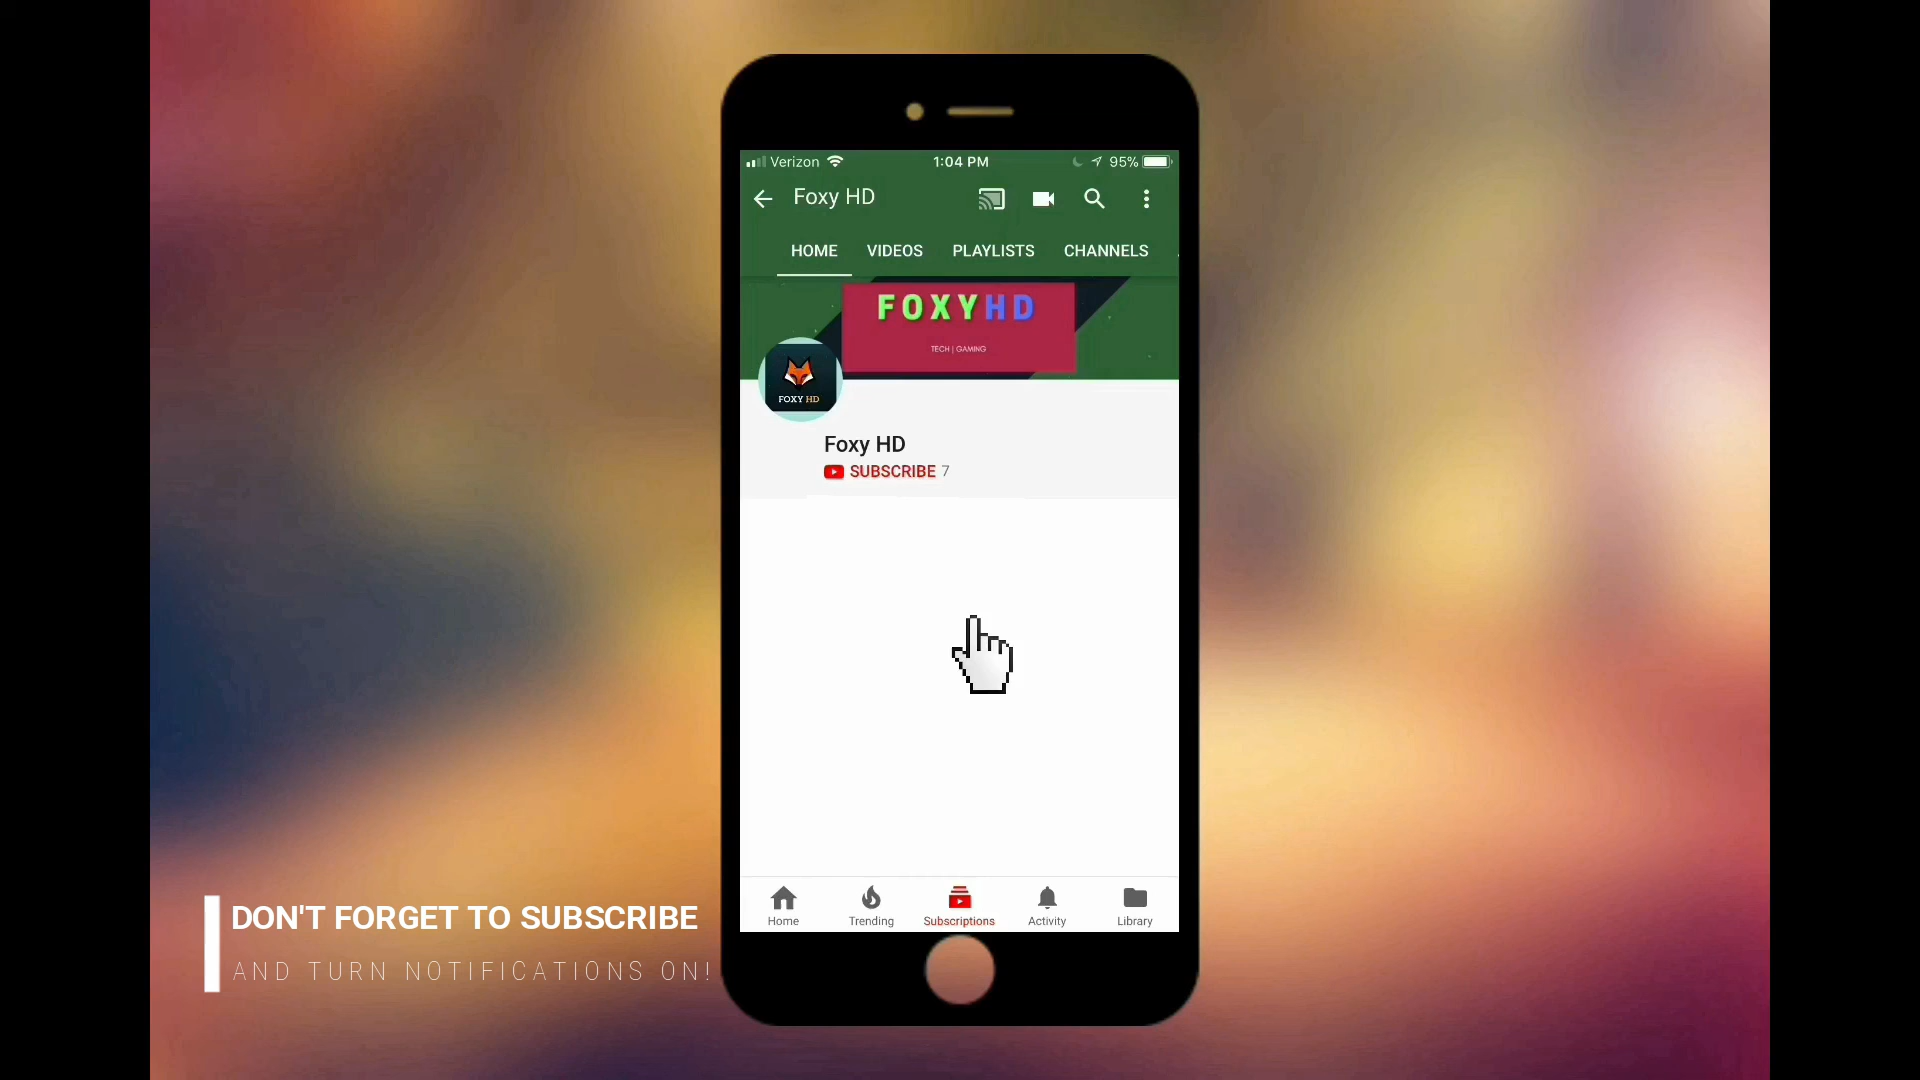 Verizon 1:04 PM 95%
Foxy HD
HOME VIDEOS PLAYLISTS CHANNELS
FOXYHD
TECH | GAMING
FOXY HD
Foxy HD
SUBSCRIBE 7
Home Trending Subscriptions Activity Library
DON'T FORGET TO SUBSCRIBE
AND TURN NOTIFICATIONS ON!